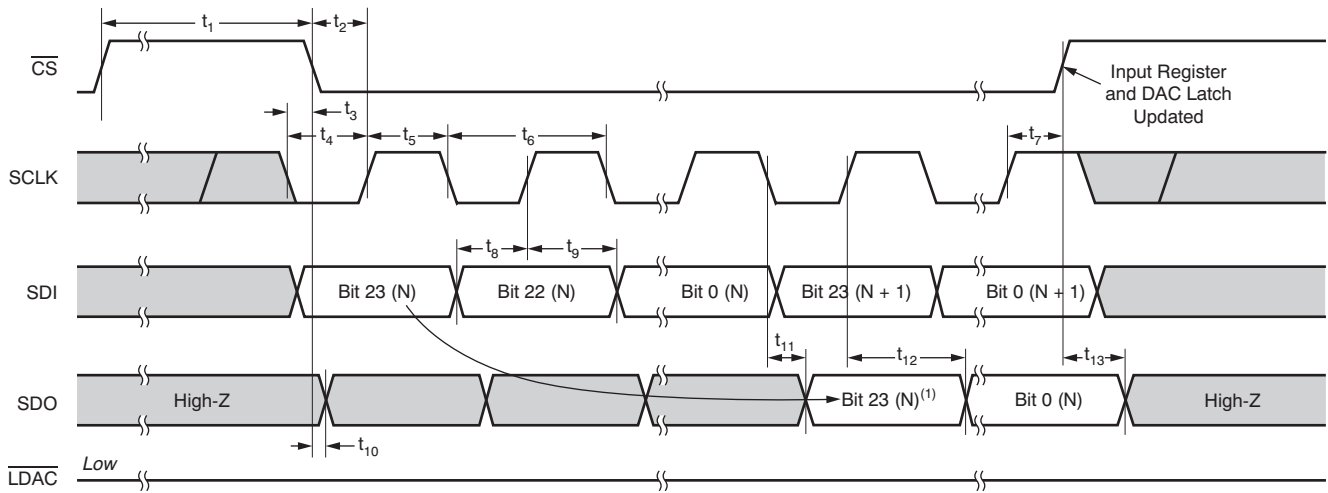 t1 t2
CS
Input Register
and DAC Latch
Updated
t3
t4 t5 t6 t7
SCLK
t8 t9
SDI Bit 23 (N) Bit 22 (N) Bit 0 (N) Bit 23 (N + 1) Bit 0 (N + 1)
t11 t12 t13
SDO High-Z Bit 23 (N)(1) Bit 0 (N) High-Z
t10
Low
LDAC